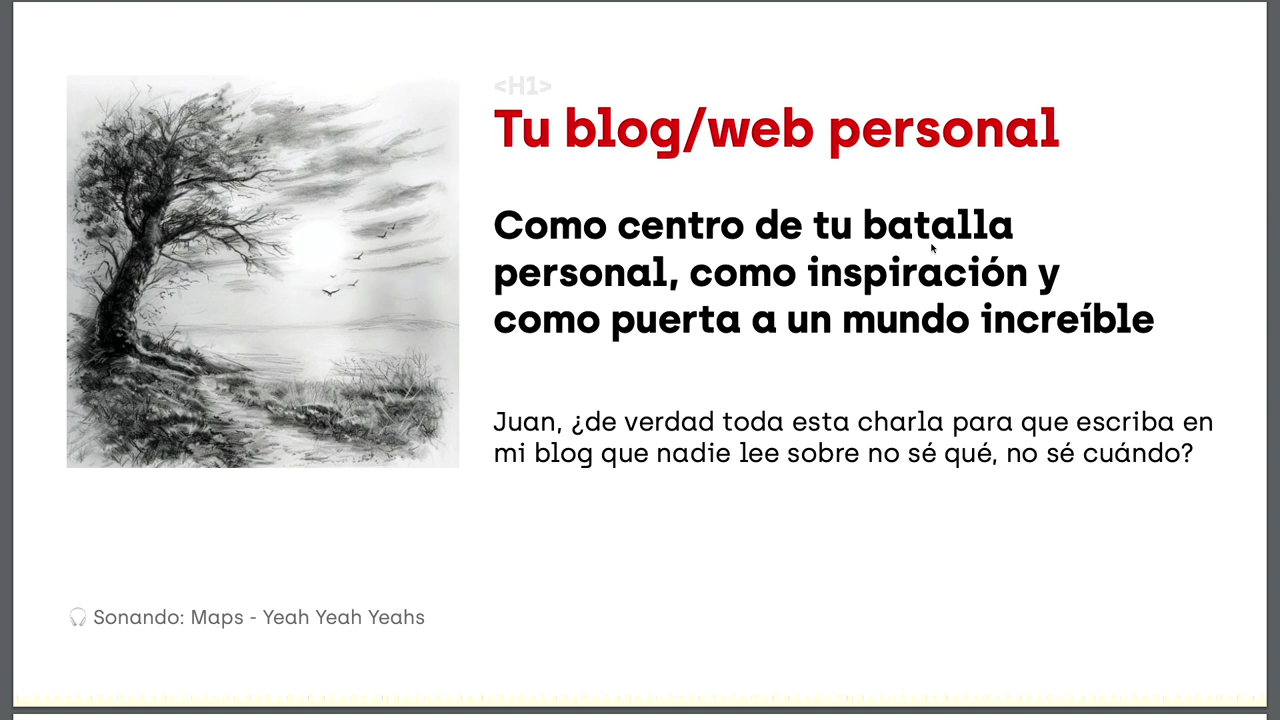 <H1>
Tu blog/web personal
Como centro de tu batalla
personal, como inspiración y
como puerta a un mundo increíble
Juan, ¿de verdad toda esta charla para que escriba en
mi blog que nadie lee sobre no sé qué, no sé cuándo?
Sonando: Maps - Yeah Yeah Yeahs